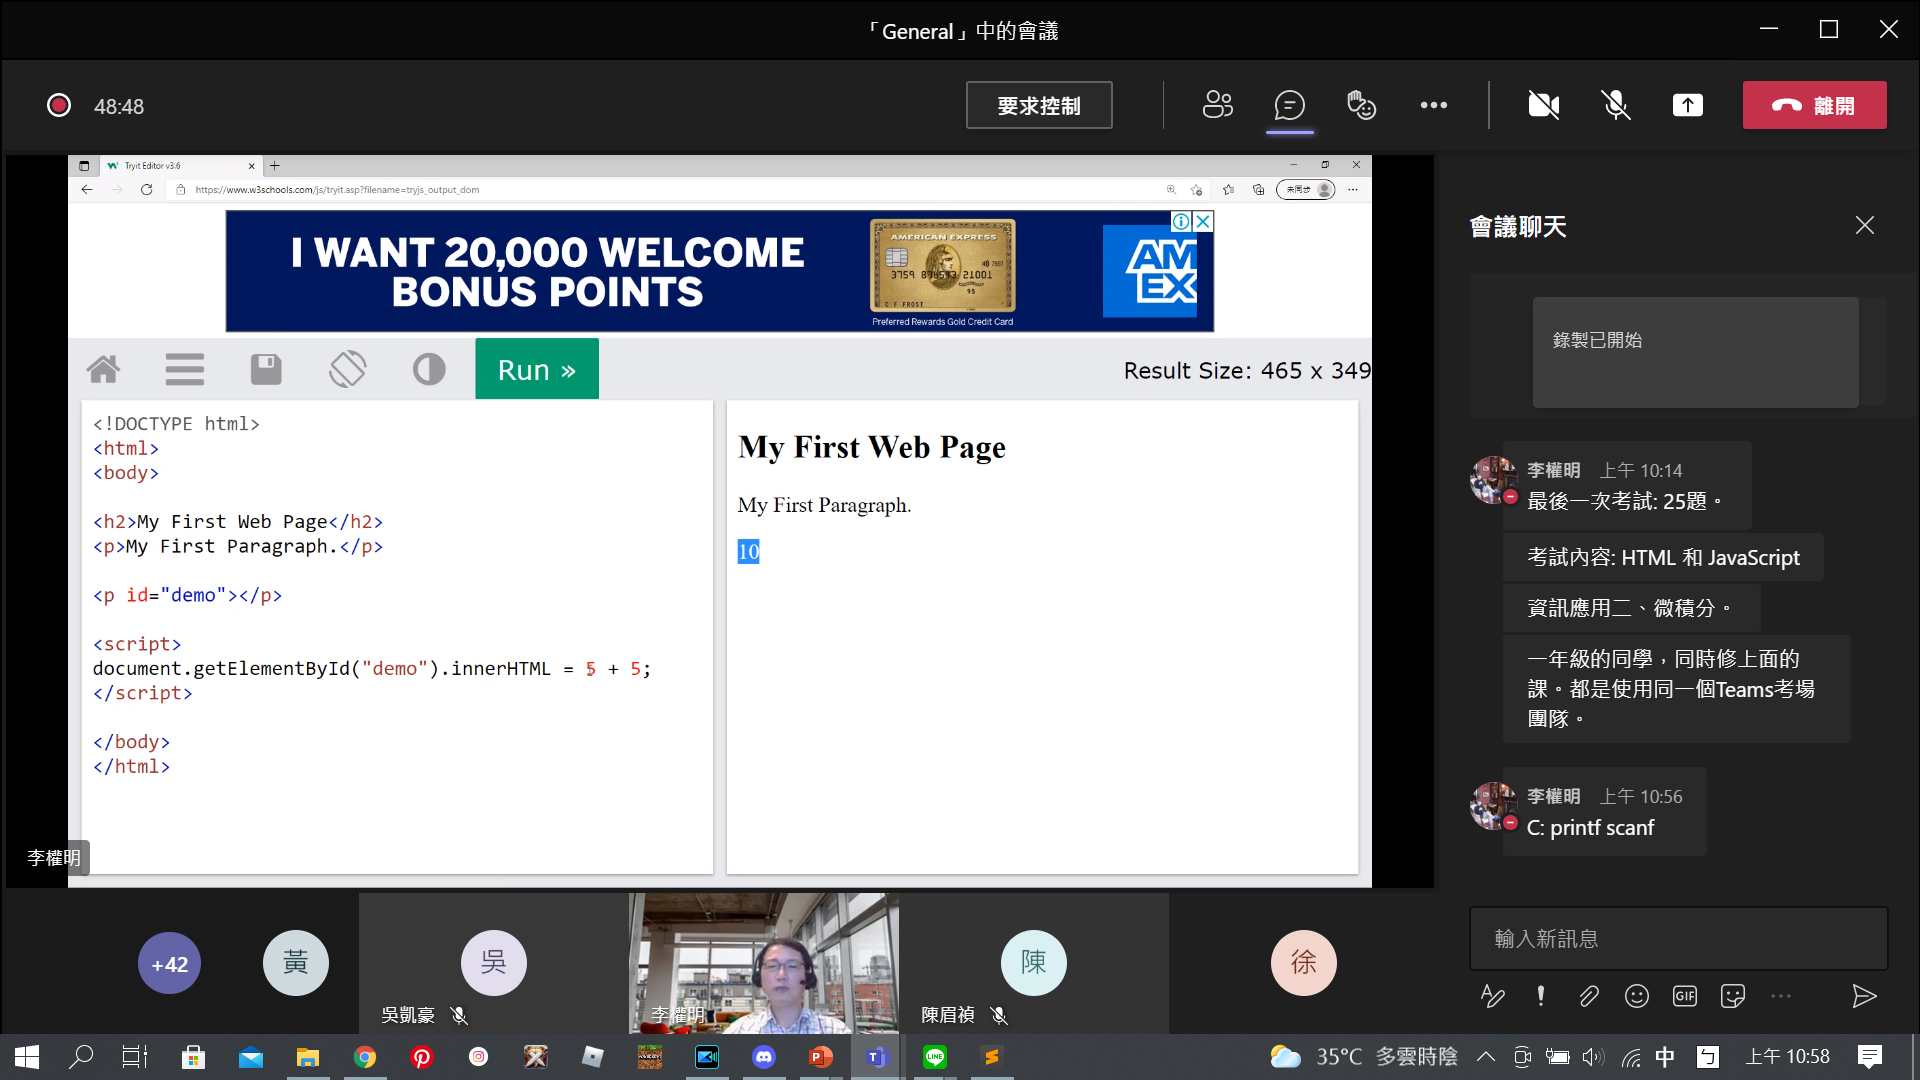 「General」中的會議
48:48
要求控制
離開
Tryit Editor v3.6
https://www.w3schools.com/js/tryit.asp?filename=tryjs_output_dom
未同步
I WANT 20,000 WELCOME
BONUS POINTS
AMERICAN EXPRESS
C F FROST
Preferred Rewards Gold Credit Card
AM
EX
Run »
Result Size: 465 x 349
<!DOCTYPE html>
<html>
<body>
<h2>My First Web Page</h2>
<p>My First Paragraph.</p>
<p id="demo"></p>
<script>
document.getElementById("demo").innerHTML = 5 + 5;
</script>
</body>
</html>
My First Web Page
My First Paragraph.
10
李權明
會議聊天
錄製已開始
李權明 上午 10:14
最後一次考試: 25題。
考試內容: HTML 和 JavaScript
資訊應用二、微積分。
一年級的同學，同時修上面的
課。都是使用同一個Teams考場
團隊。
李權明 上午 10:56
C: printf scanf
輸入新訊息
GIF
+42
黃
吳
吳凱豪
李權明
陳
陳眉禎
徐
35°C 多雲時陰
中
ㄅ
上午 10:58